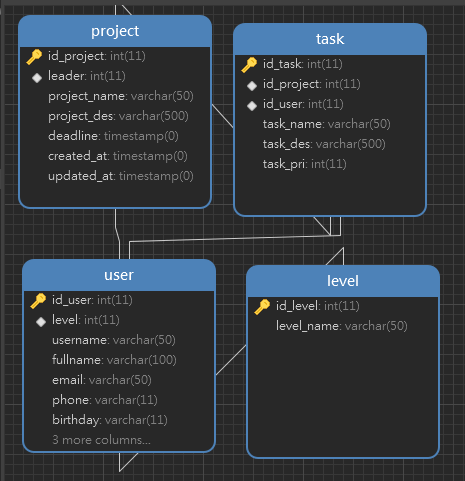 project
id_project: int(11)
leader: int(11)
project_name: varchar(50)
project_des: varchar(500)
deadline: timestamp(0)
created_at: timestamp(0)
updated_at: timestamp(0)
task
id_task: int(11)
id_project: int(11)
id_user: int(11)
task_name: varchar(50)
task_des: varchar(500)
task_pri: int(11)
user
id_user: int(11)
level: int(11)
username: varchar(50)
fullname: varchar(100)
email: varchar(50)
phone: varchar(11)
birthday: varchar(11)
3 more columns...
level
id_level: int(11)
level_name: varchar(50)